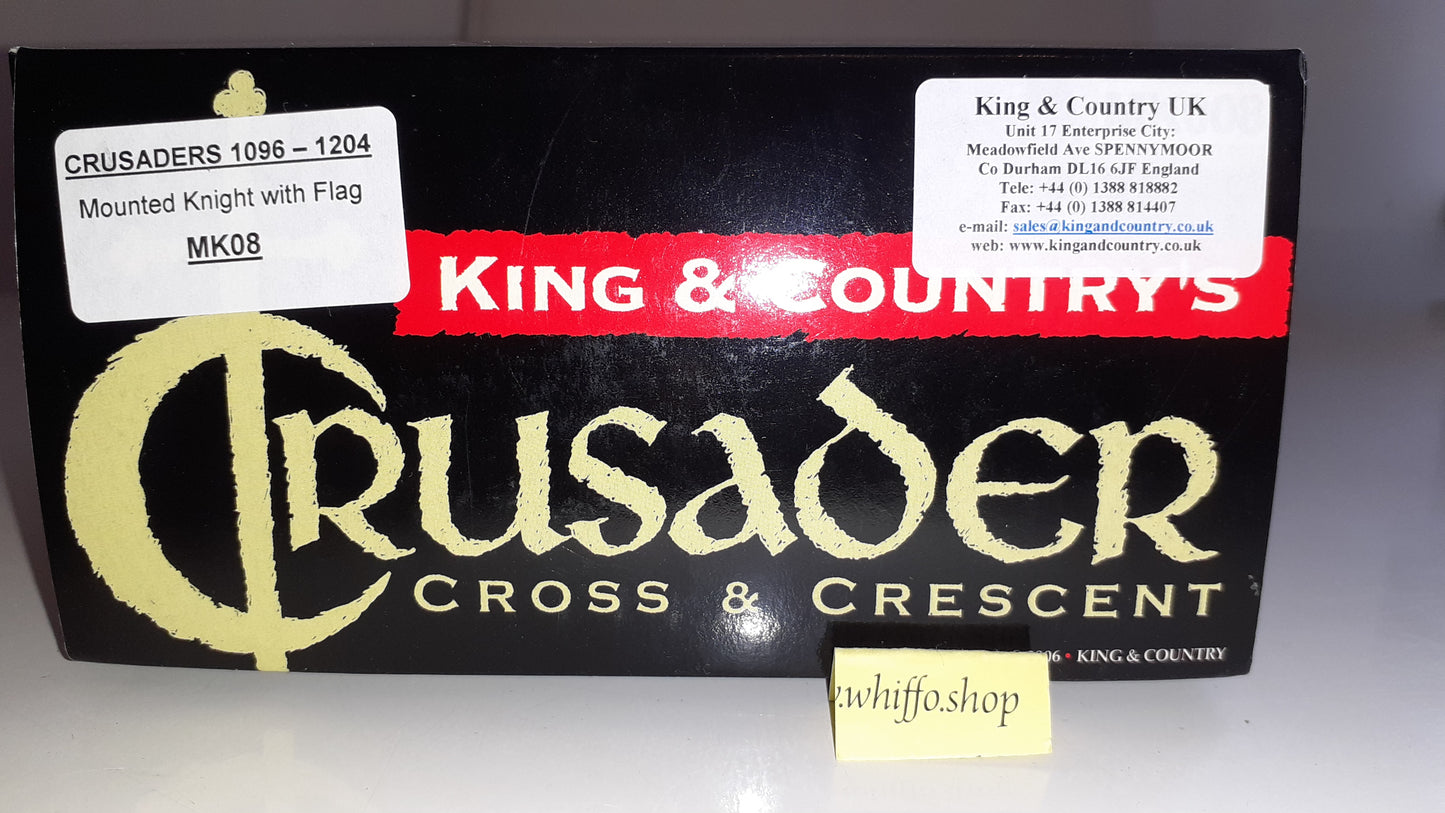 CRUSADERS 1096 – 1204
Mounted Knight with Flag
MK08
King & Country UK
Unit 17 Enterprise City:
Meadowfield Ave SPENNYMOOR
Co Durham DL16 6JF England
Tele: +44 (0) 1388 818882
Fax: +44 (0) 1388 814407
e-mail: sales@kingandcountry.co.uk
web: www.kingandcountry.co.uk
KING & COUNTRY'S
CRUSADER
CROSS & CRESCENT
06 • KING & COUNTRY
.whiffo.shop